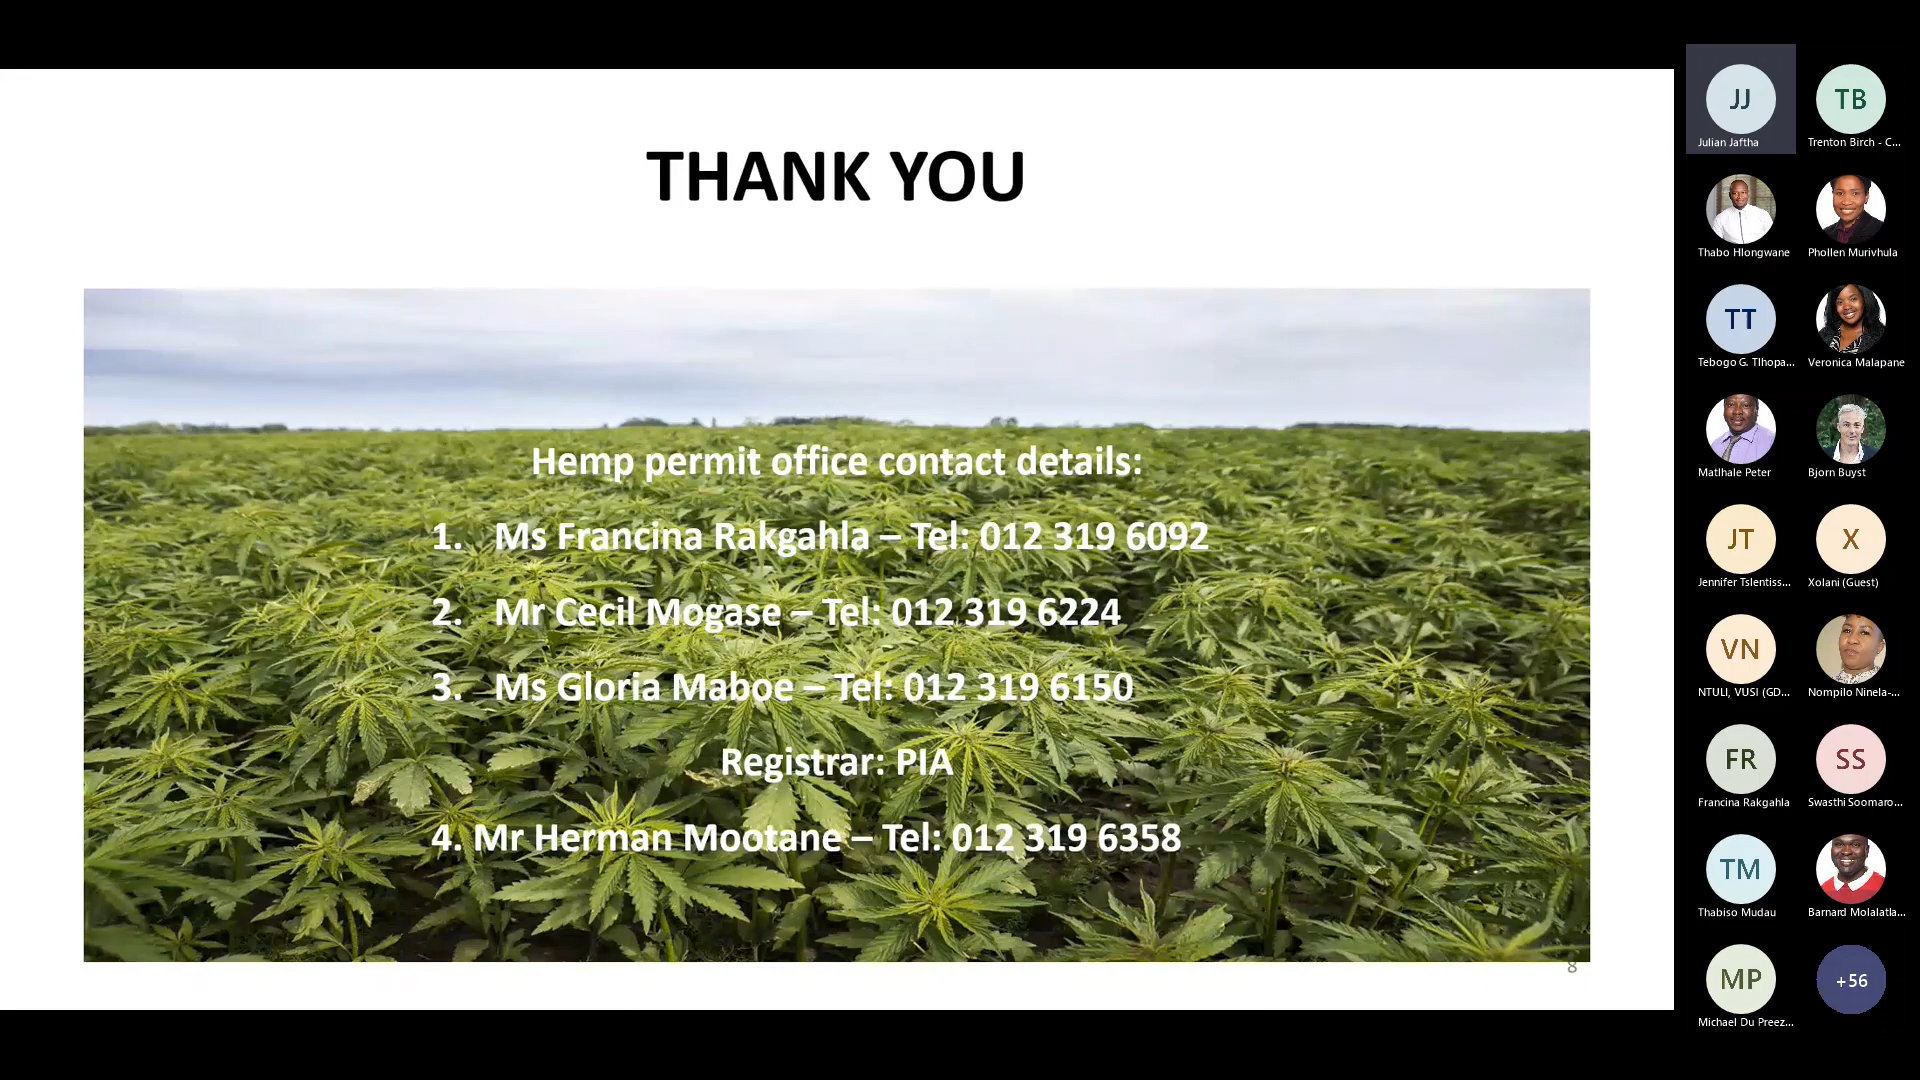 THANK YOU
Hemp permit office contact details:
1. Ms Francina Rakgahla – Tel: 012 319 6092
2. Mr Cecil Mogase – Tel: 012 319 6224
3. Ms Gloria Maboe – Tel: 012 319 6150
Registrar: PIA
4. Mr Herman Mootane – Tel: 012 319 6358
8
JJ
Julian Jaftha
TB
Trenton Birch - C...
Thabo Hlongwane
Phollen Murivhula
TT
Tebogo G. Tlhopa...
Veronica Malapane
Matlhale Peter
Bjorn Buyst
JT
Jennifer Tslentiss...
X
Xolani (Guest)
VN
NTULI, VUSI (GD...
Nompilo Ninela-...
FR
Francina Rakgahla
SS
Swasthi Soomaro...
TM
Thabiso Mudau
Barnard Molalatla...
MP
Michael Du Preez...
+56